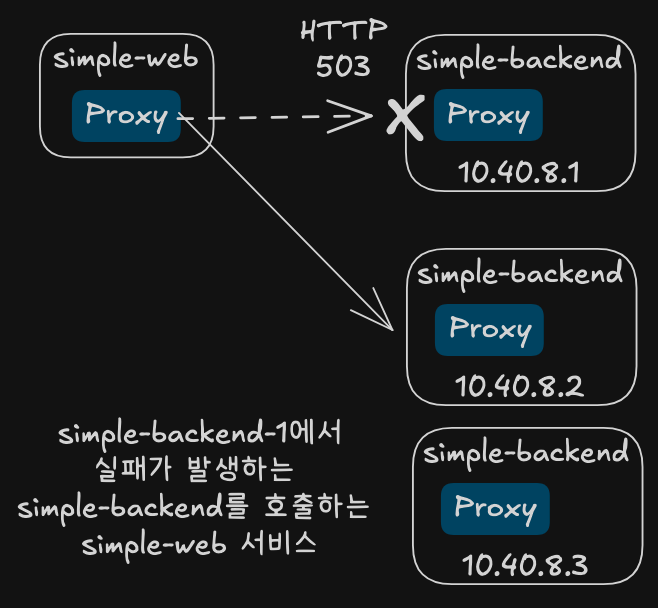 HTTP
503
simple-web
Proxy
simple-backend
Proxy
10.40.8.1
simple-backend
Proxy
10.40.8.2
simple-backend-1에서
실패가 발생하는
simple-backend를 호출하는
simple-web 서비스
simple-backend
Proxy
10.40.8.3